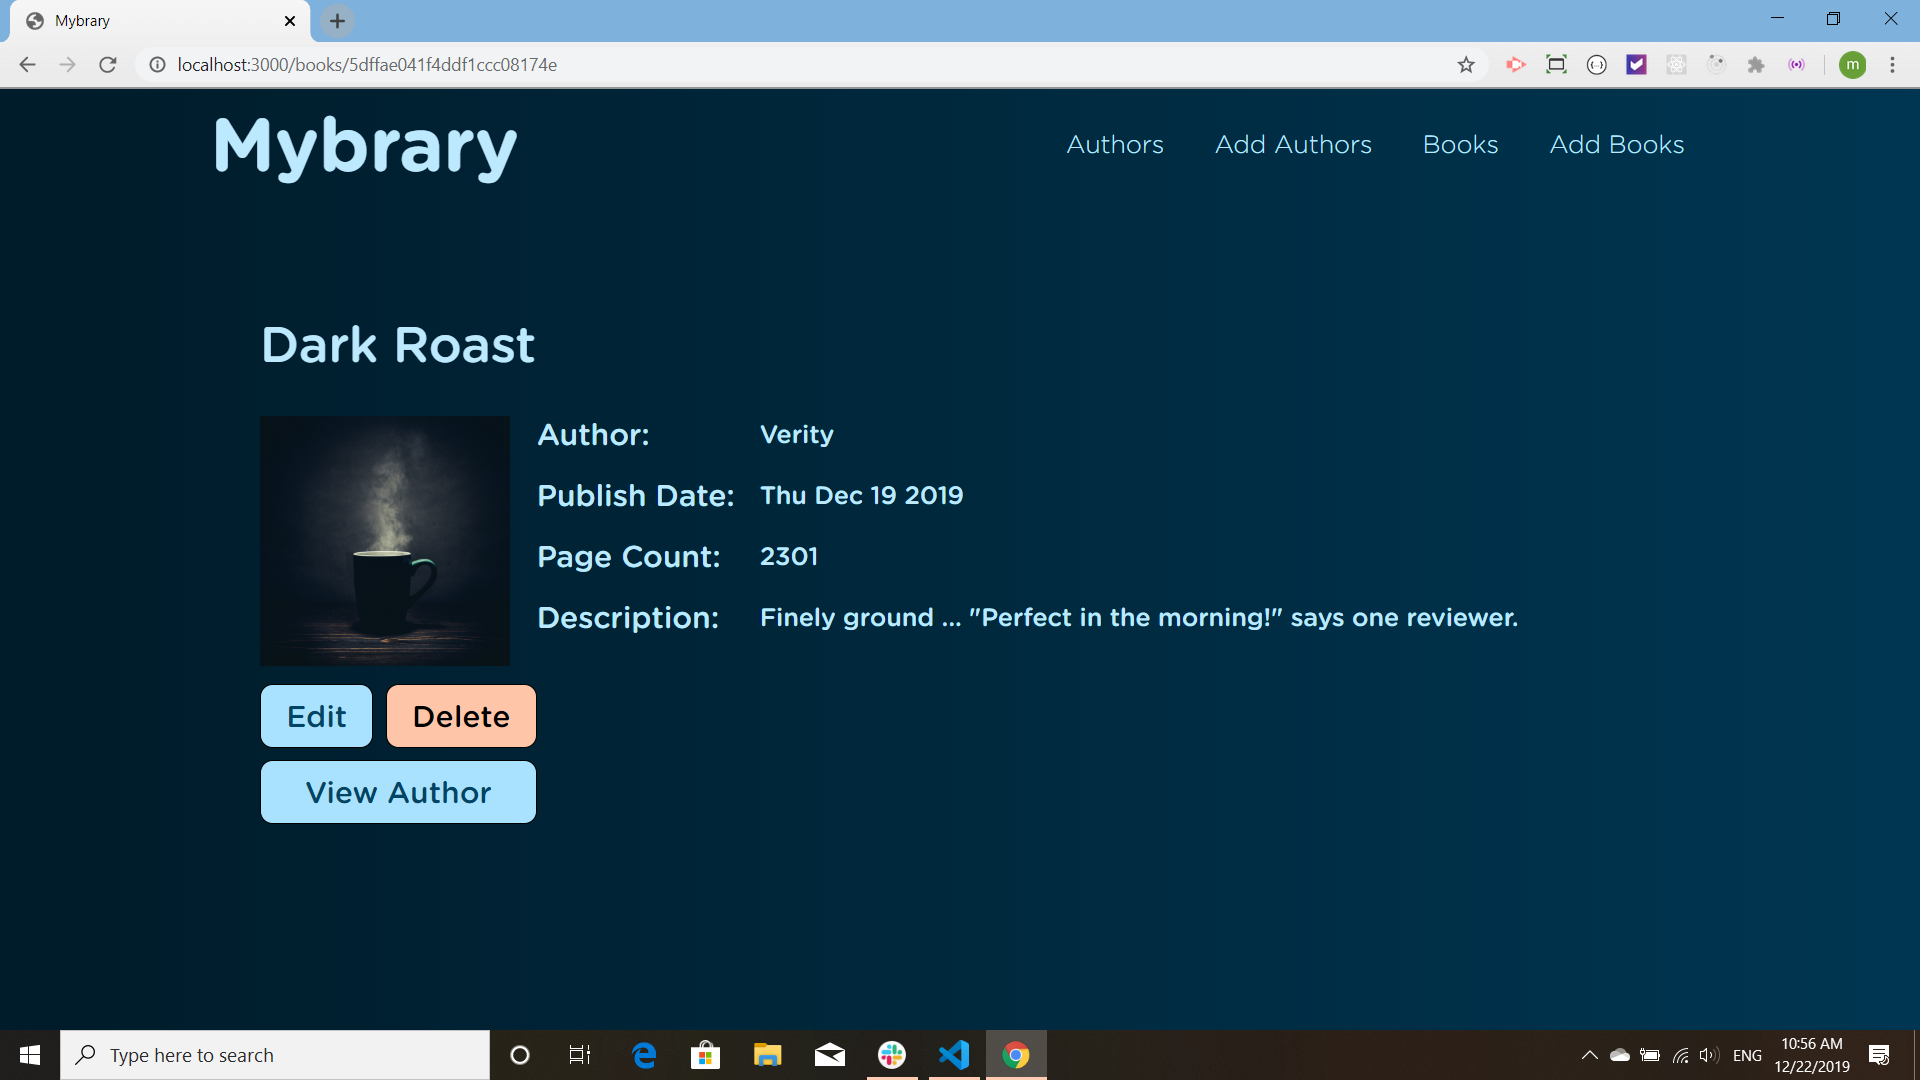 Mybrary
localhost:3000/books/5dffae041f4ddf1ccc08174e
m
Mybrary
Authors Add Authors Books Add Books
Dark Roast
Author: Verity
Publish Date: Thu Dec 19 2019
Page Count: 2301
Description: Finely ground ... "Perfect in the morning!" says one reviewer.
Edit Delete
View Author
Type here to search
ENG
10:56 AM
12/22/2019